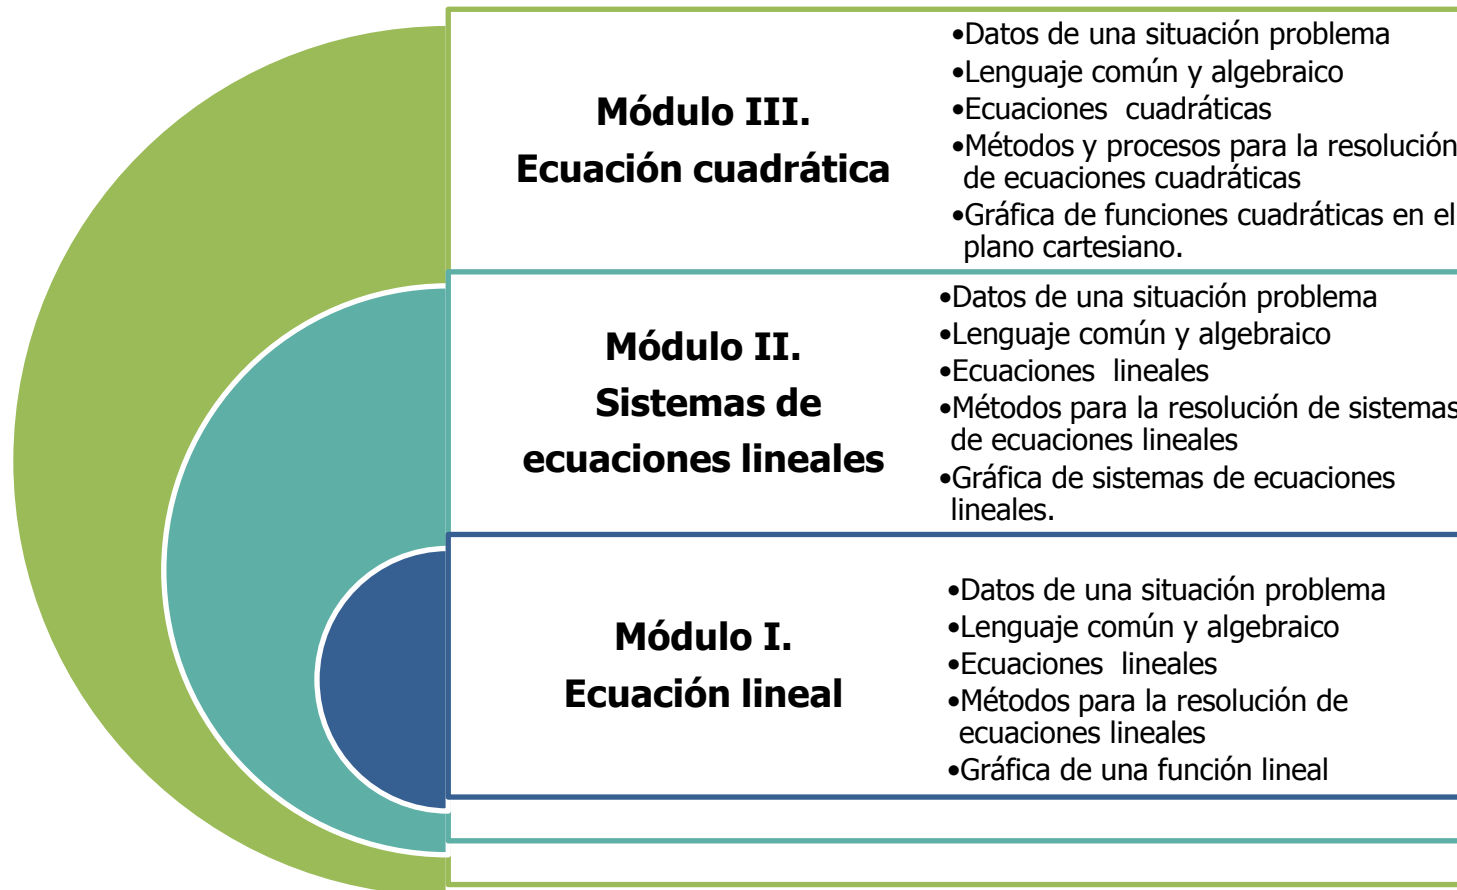 Módulo III.
Ecuación cuadrática
•Datos de una situación problema
•Lenguaje común y algebraico
•Ecuaciones  cuadráticas
•Métodos y procesos para la resolución
de ecuaciones cuadráticas
•Gráfica de funciones cuadráticas en el
plano cartesiano.
Módulo II.
Sistemas de
ecuaciones lineales
•Datos de una situación problema
•Lenguaje común y algebraico
•Ecuaciones  lineales
•Métodos para la resolución de sistemas
de ecuaciones lineales
•Gráfica de sistemas de ecuaciones
lineales.
Módulo I.
Ecuación lineal
•Datos de una situación problema
•Lenguaje común y algebraico
•Ecuaciones  lineales
•Métodos para la resolución de
ecuaciones lineales
•Gráfica de una función lineal